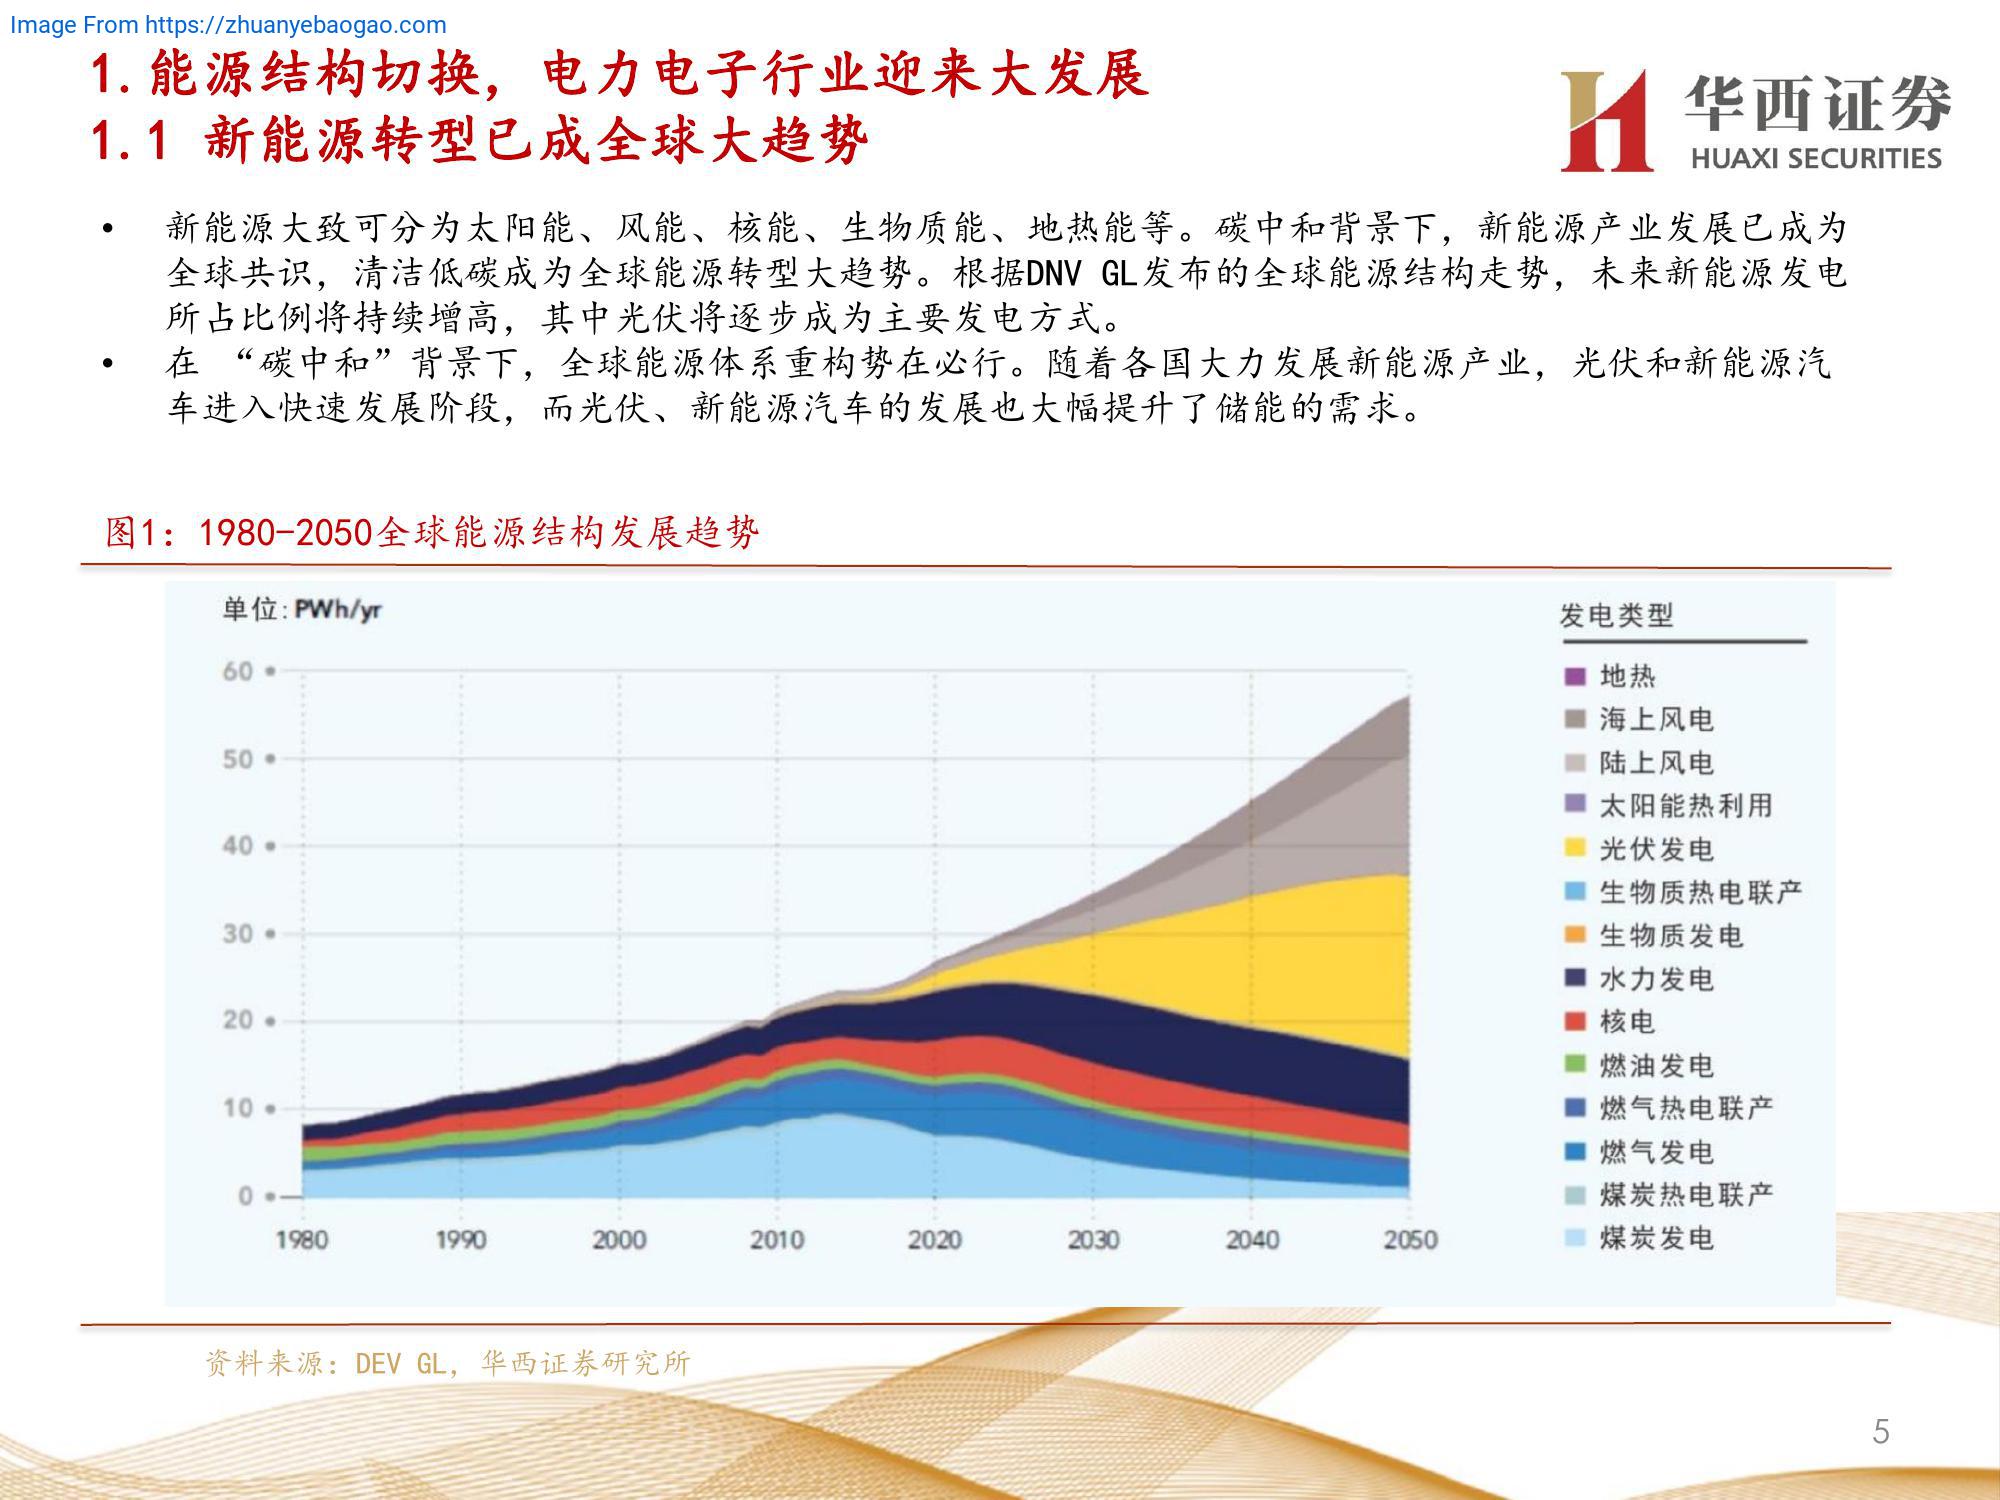 Image From https://zhuanyebaogao.com
1.能源结构切换，电力电子行业迎来大发展
1.1 新能源转型已成全球大趋势
华西证券
HUAXI SECURITIES
• 新能源大致可分为太阳能、风能、核能、生物质能、地热能等。碳中和背景下，新能源产业发展已成为
全球共识，清洁低碳成为全球能源转型大趋势。根据DNV GL发布的全球能源结构走势，未来新能源发电
所占比例将持续增高，其中光伏将逐步成为主要发电方式。
• 在 “碳中和”背景下，全球能源体系重构势在必行。随着各国大力发展新能源产业，光伏和新能源汽
车进入快速发展阶段，而光伏、新能源汽车的发展也大幅提升了储能的需求。
图1：1980-2050全球能源结构发展趋势
单位: PWh/yr
60
50
40
30
20
10
0
1980 1990 2000 2010 2020 2030 2040 2050
发电类型
地热
海上风电
陆上风电
太阳能热利用
光伏发电
生物质热电联产
生物质发电
水力发电
核电
燃油发电
燃气热电联产
燃气发电
煤炭热电联产
煤炭发电
资料来源：DEV GL，华西证券研究所
5